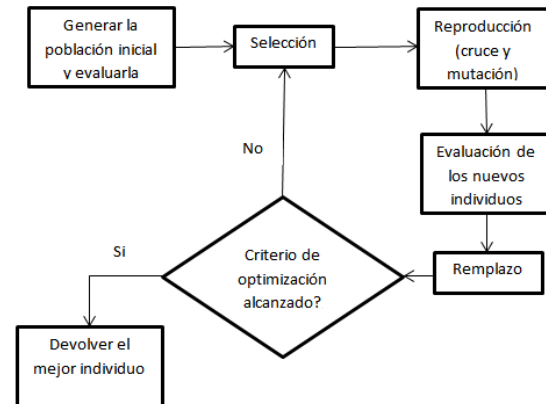 Generar la
población inicial
y evaluarla
Selección
Reproducción
(cruce y
mutación)
No
Evaluación de
los nuevos
individuos
Si
Criterio de
optimización
alcanzado?
Remplazo
Devolver el
mejor individuo